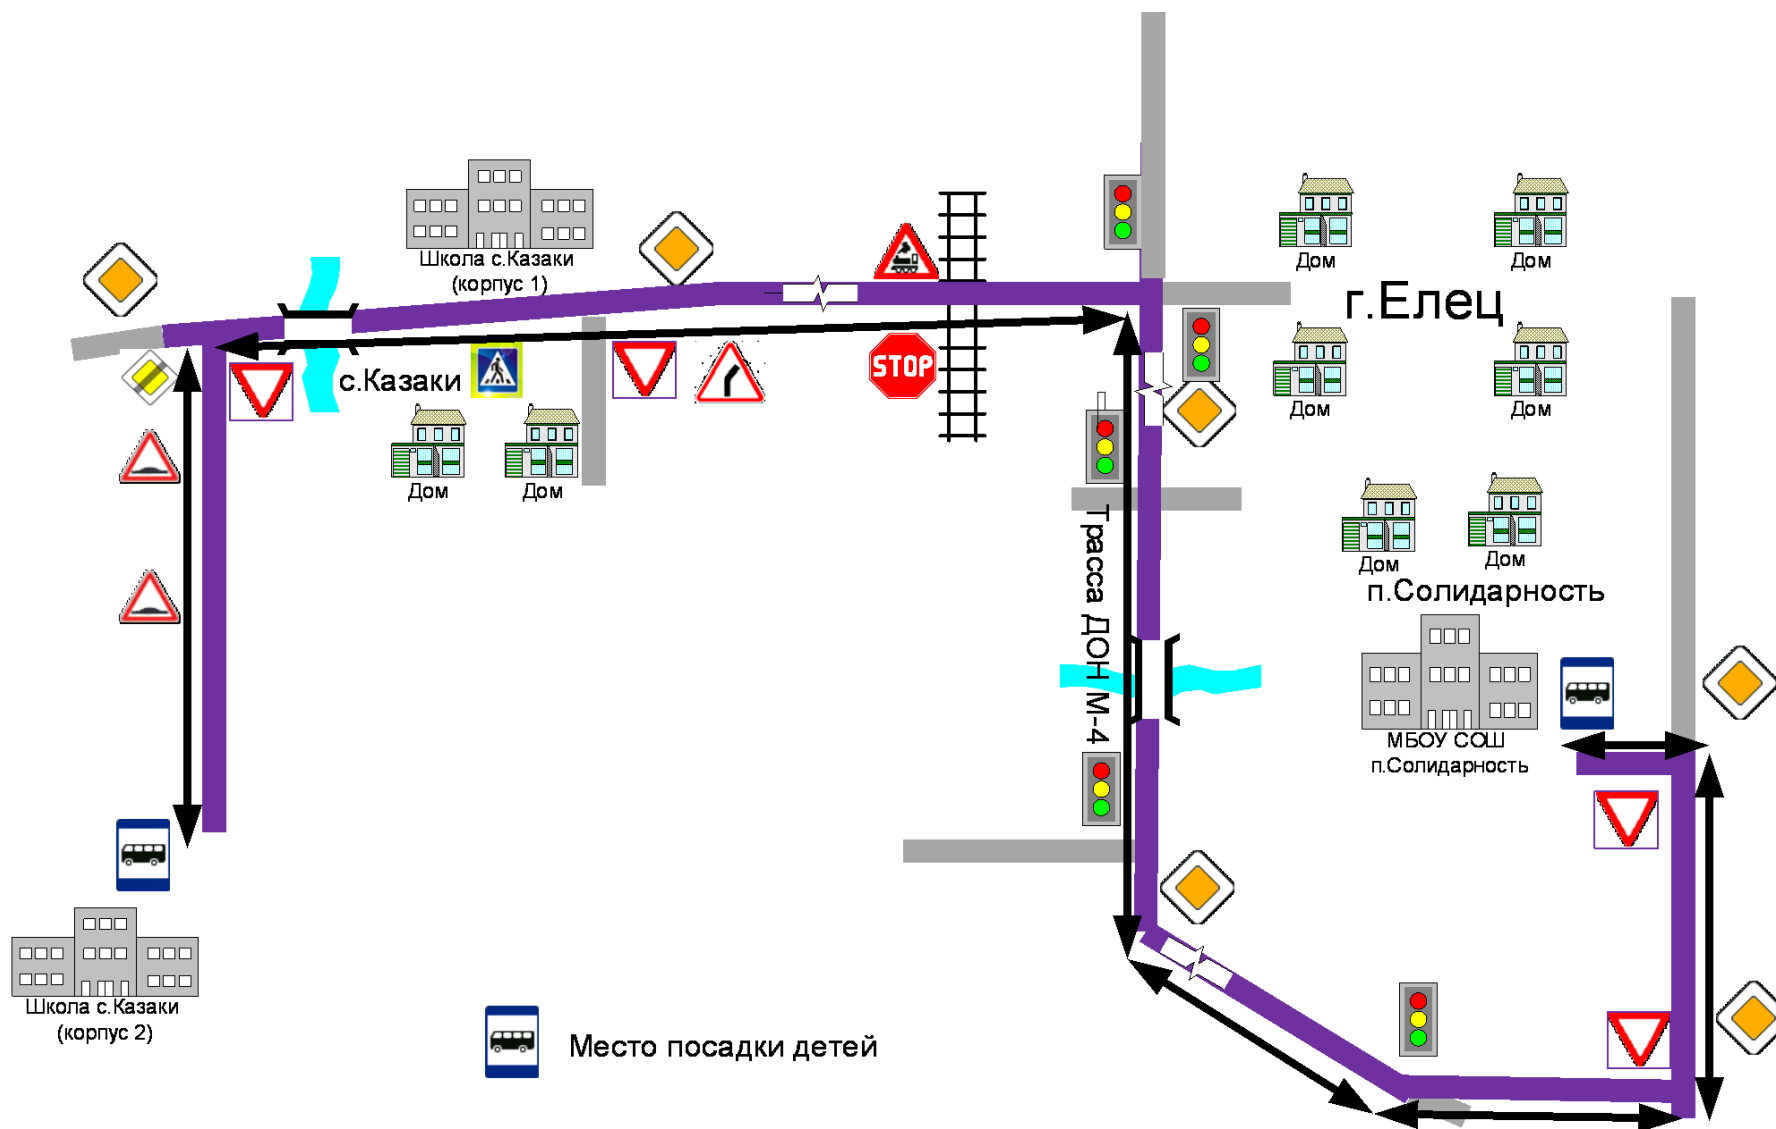 Школа с.Казаки
(корпус 1)
Дом
Дом
г.Елец
с.Казаки
STOP
Дом
Дом
Дом
Дом
Трасса ДОН М-4
Дом
Дом
п.Солидарность
МБОУ СОШ
п.Солидарность
Школа с.Казаки
(корпус 2)
Место посадки детей